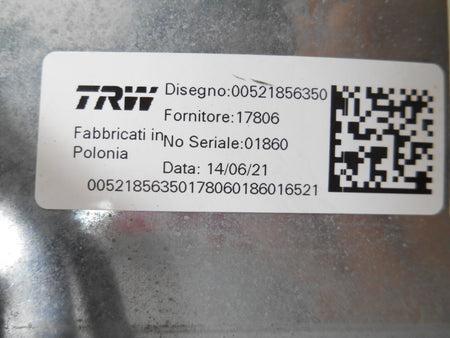 TRW
Disegno:00521856350
Fornitore:17806
Fabbricati in
Polonia
No Seriale:01860
Data: 14/06/21
00521856350178060186016521